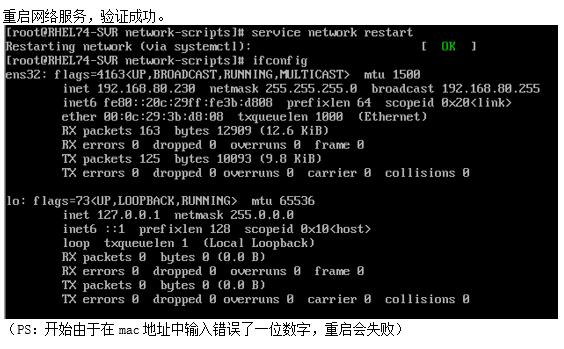 重启网络服务，验证成功。
[root@RHEL74-SVR network-scripts]# service network restart
Restarting network (via systemctl):                        [  OK  ]
[root@RHEL74-SVR network-scripts]# ifconfig
ens32: flags=4163<UP,BROADCAST,RUNNING,MULTICAST>  mtu 1500
        inet 192.168.80.230  netmask 255.255.255.0  broadcast 192.168.80.255
        inet6 fe80::20c:29ff:fe3b:d808  prefixlen 64  scopeid 0x20<link>
        ether 00:0c:29:3b:d8:08  txqueuelen 1000  (Ethernet)
        RX packets 163  bytes 12909 (12.6 KiB)
        RX errors 0  dropped 0  overruns 0  frame 0
        TX packets 125  bytes 10093 (9.8 KiB)
        TX errors 0  dropped 0 overruns 0  carrier 0  collisions 0
lo: flags=73<UP,LOOPBACK,RUNNING>  mtu 65536
        inet 127.0.0.1  netmask 255.0.0.0
        inet6 ::1  prefixlen 128  scopeid 0x10<host>
        loop  txqueuelen 1  (Local Loopback)
        RX packets 0  bytes 0 (0.0 B)
        RX errors 0  dropped 0  overruns 0  frame 0
        TX packets 0  bytes 0 (0.0 B)
        TX errors 0  dropped 0 overruns 0  carrier 0  collisions 0
（PS：开始由于在 mac 地址中输入错误了一位数字，重启会失败）